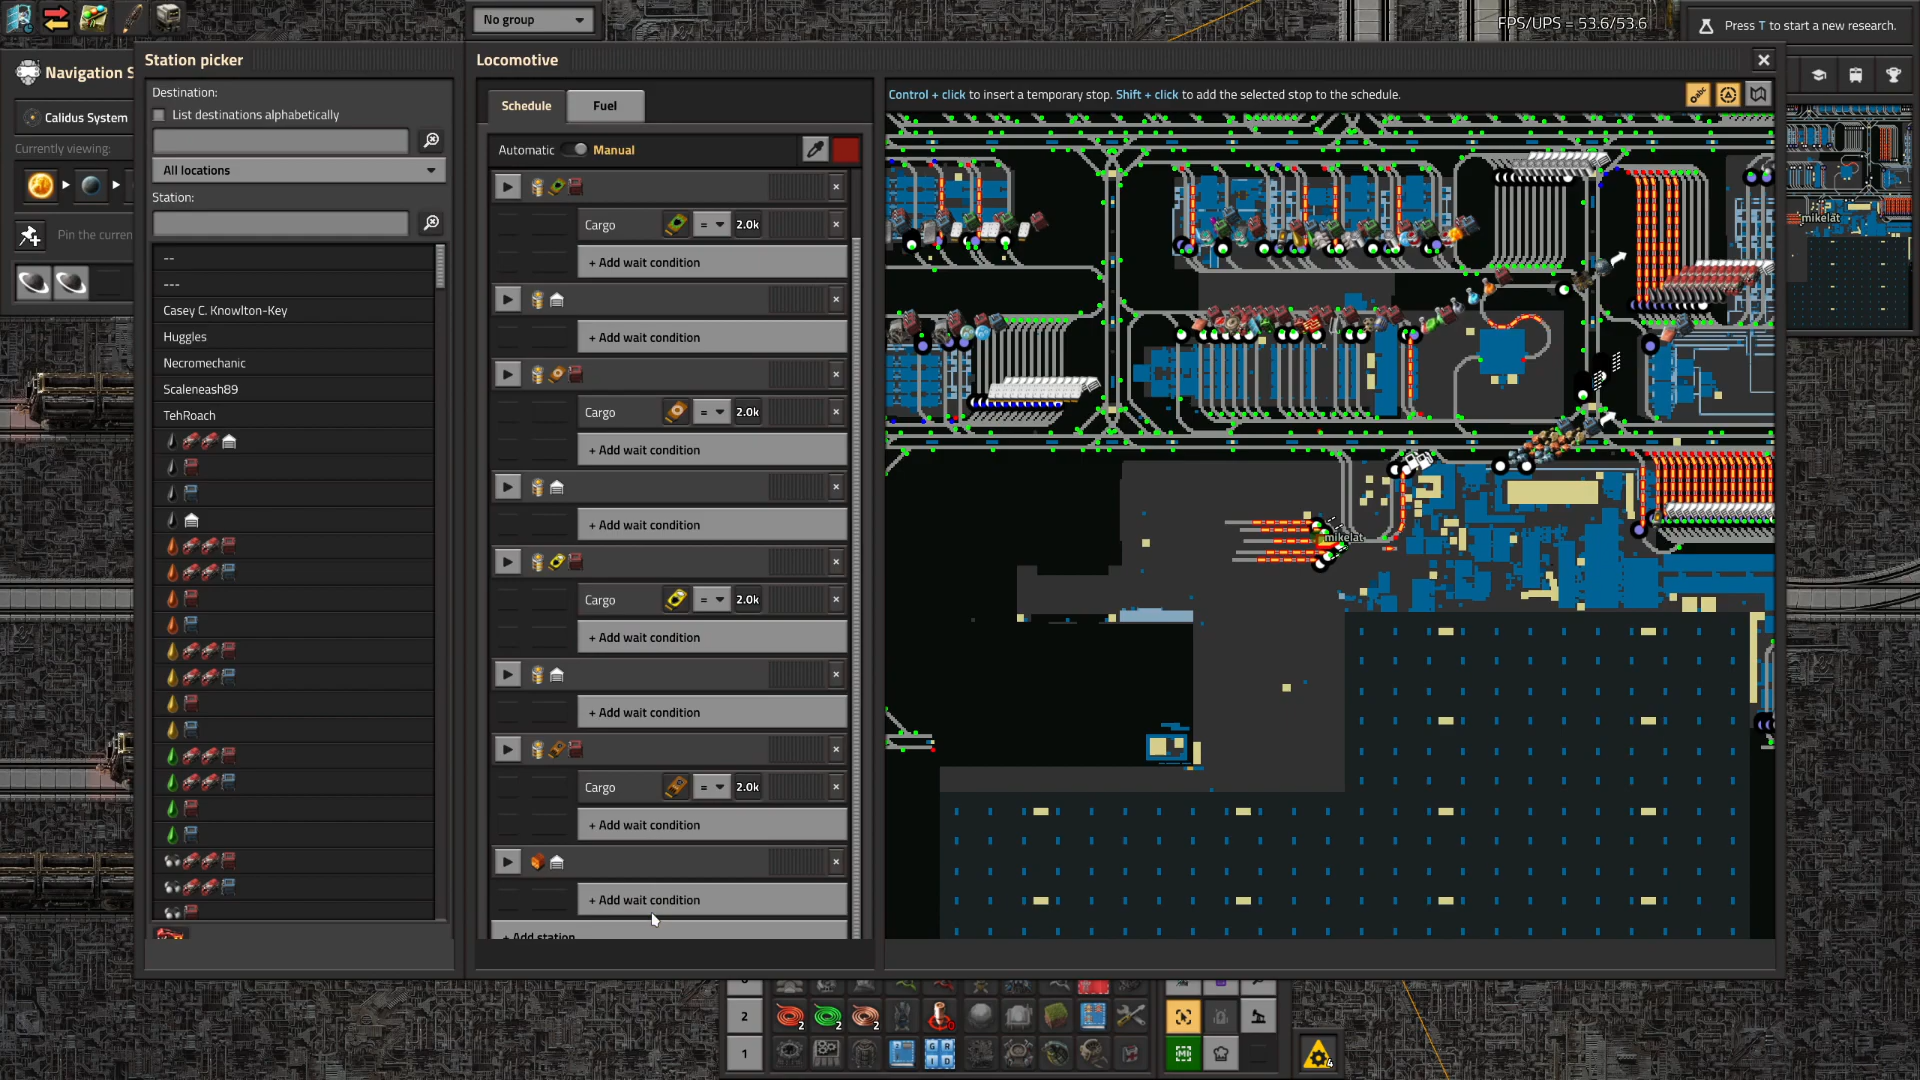 No group
FPS/UPS = 53.6/53.6
Press T to start a new research.
Navigation S
Calidus System
Currently viewing:
Pin the curren
Station picker
Destination:
List destinations alphabetically
All locations
Station:
--
---
Casey C. Knowlton-Key
Huggles
Necromechanic
Scaleneash89
TehRoach
Locomotive
Schedule
Fuel
Automatic
Manual
Cargo = 2.0k
+ Add wait condition
+ Add wait condition
Cargo = 2.0k
+ Add wait condition
+ Add wait condition
Cargo = 2.0k
+ Add wait condition
+ Add wait condition
Cargo = 2.0k
+ Add wait condition
+ Add wait condition
+ Add station
Control + click to insert a temporary stop. Shift + click to add the selected stop to the schedule.
mikelat
mikelat
2
2
2
2
1
4